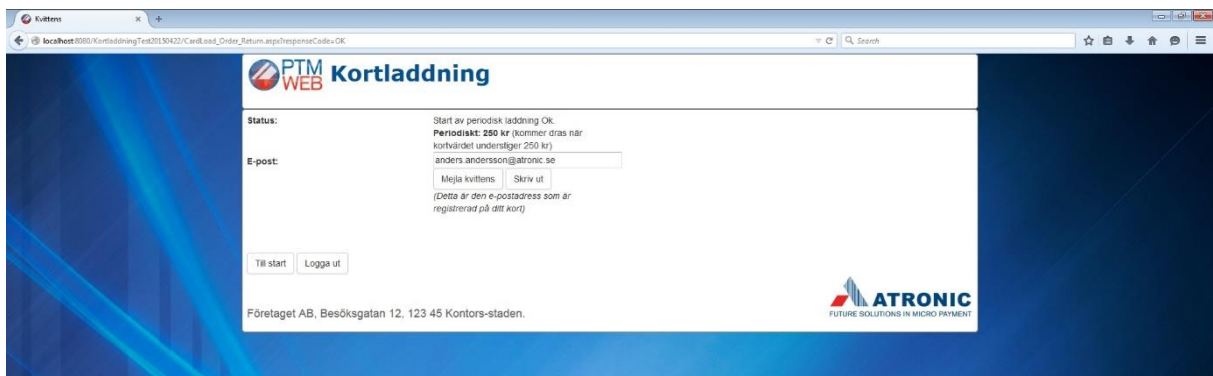 Kvittens
localhost:8080/KortladdningTest20150422/CardLoad_Order_Return.aspx?responseCode=OK
Search
PTM
WEB
Kortladdning
Status:
Start av periodisk laddning Ok.
Periodiskt: 250 kr (kommer dras när
kortvärdet understiger 250 kr)
E-post:
anders.andersson@atronic.se
Mejla kvittens Skriv ut
(Detta är den e-postadress som är
registrerad på ditt kort)
Till start Logga ut
ATRONIC
FUTURE SOLUTIONS IN MICRO PAYMENT
Företaget AB, Besöksgatan 12, 123 45 Kontors-staden.